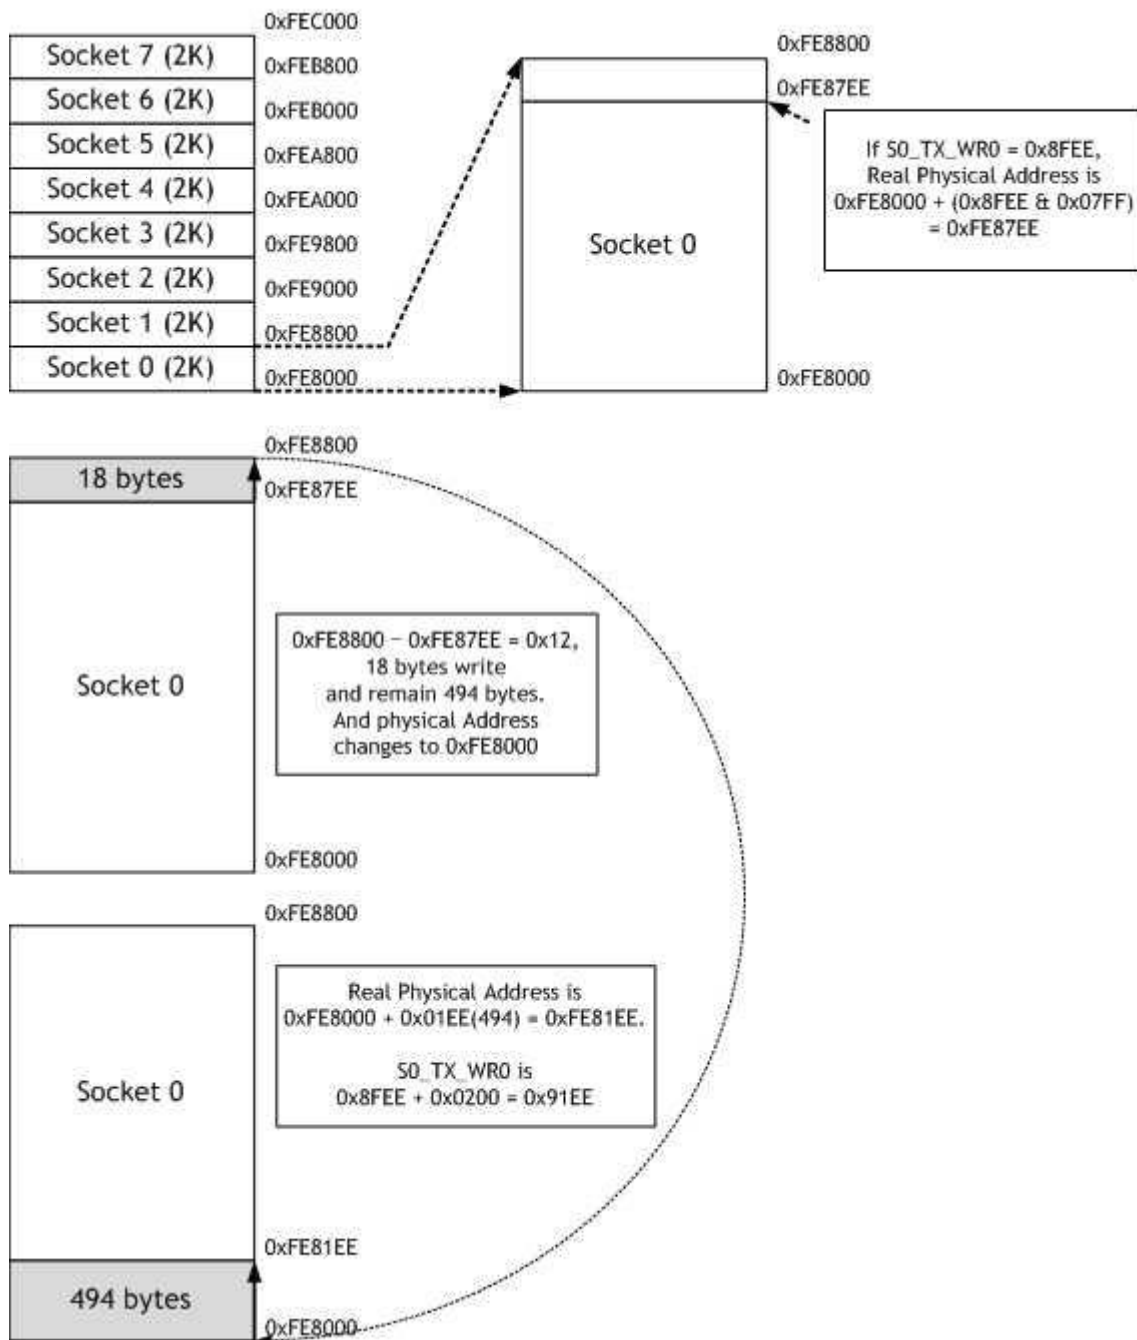 0xFEC000
Socket 7 (2K)
0xFEB800
Socket 6 (2K)
0xFEB000
Socket 5 (2K)
0xFEA800
Socket 4 (2K)
0xFEA000
Socket 3 (2K)
0xFE9800
Socket 2 (2K)
0xFE9000
Socket 1 (2K)
0xFE8800
Socket 0 (2K)
0xFE8000
0xFE8800
0xFE87EE
Socket 0
0xFE8000
If S0_TX_WR0 = 0x8FEE,
Real Physical Address is
0xFE8000 + (0x8FEE & 0x07FF)
= 0xFE87EE
0xFE8800
18 bytes
0xFE87EE
Socket 0
0xFE8800 – 0xFE87EE = 0x12,
18 bytes write
and remain 494 bytes.
And physical Address
changes to 0xFE8000
0xFE8000
0xFE8800
Socket 0
Real Physical Address is
0xFE8000 + 0x01EE(494) = 0xFE81EE.
S0_TX_WR0 is
0x8FEE + 0x0200 = 0x91EE
0xFE81EE
494 bytes
0xFE8000